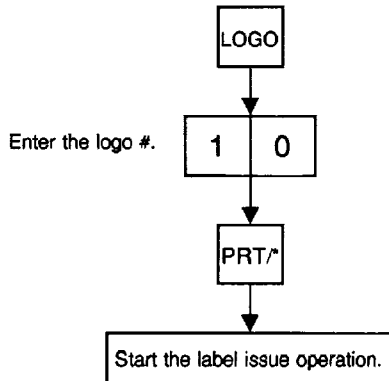 LOGO
Enter the logo #. 1 0
PRT/*
Start the label issue operation.